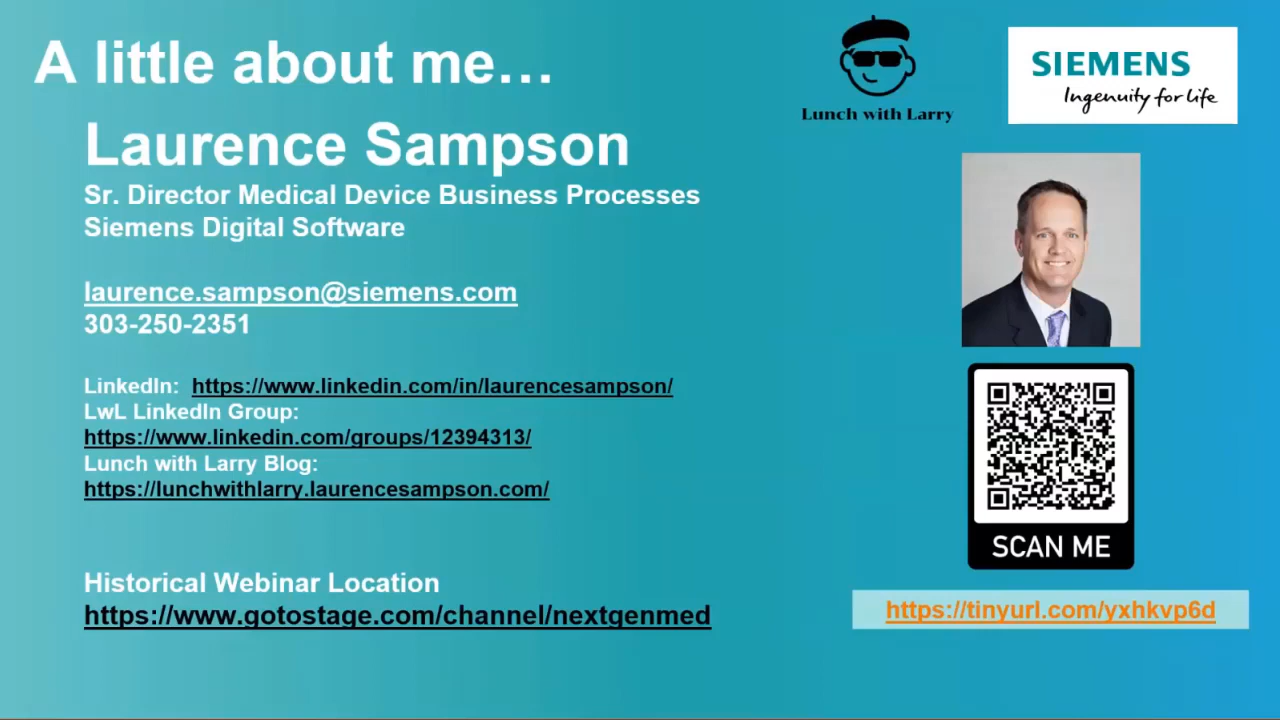 A little about me…
Laurence Sampson
Sr. Director Medical Device Business Processes
Siemens Digital Software
laurence.sampson@siemens.com
303-250-2351
LinkedIn: https://www.linkedin.com/in/laurencesampson/
LwL LinkedIn Group:
https://www.linkedin.com/groups/12394313/
Lunch with Larry Blog:
https://lunchwithlarry.laurencesampson.com/
Historical Webinar Location
https://www.gotostage.com/channel/nextgenmed
Lunch with Larry
SIEMENS
Ingenuity for life
SCAN ME
https://tinyurl.com/yxhkvp6d